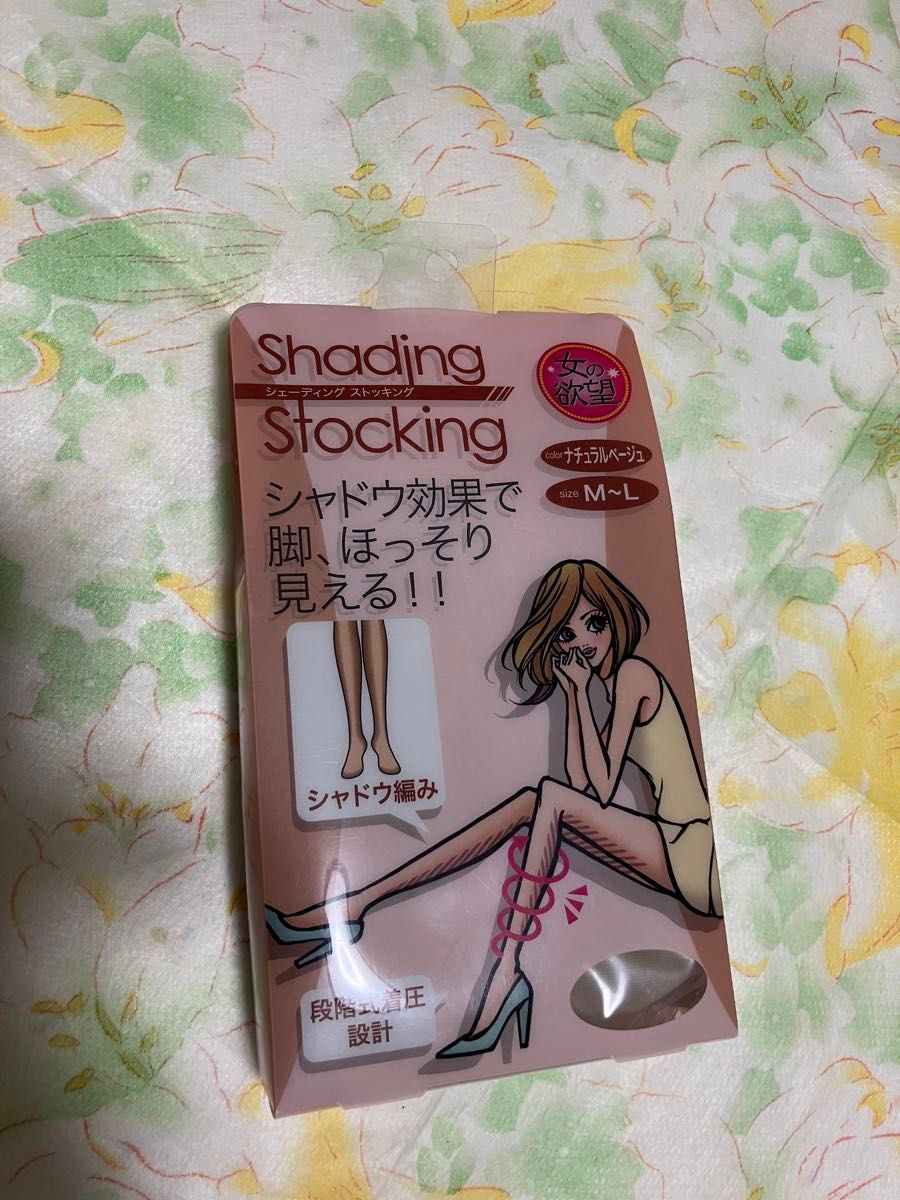 Shading
シェーディング ストッキング
Stocking
女の
欲望
color ナチュラルベージュ
size M~L
シャドウ効果で
脚、ほっそり
見える!!
シャドウ編み
段階式着圧
設計